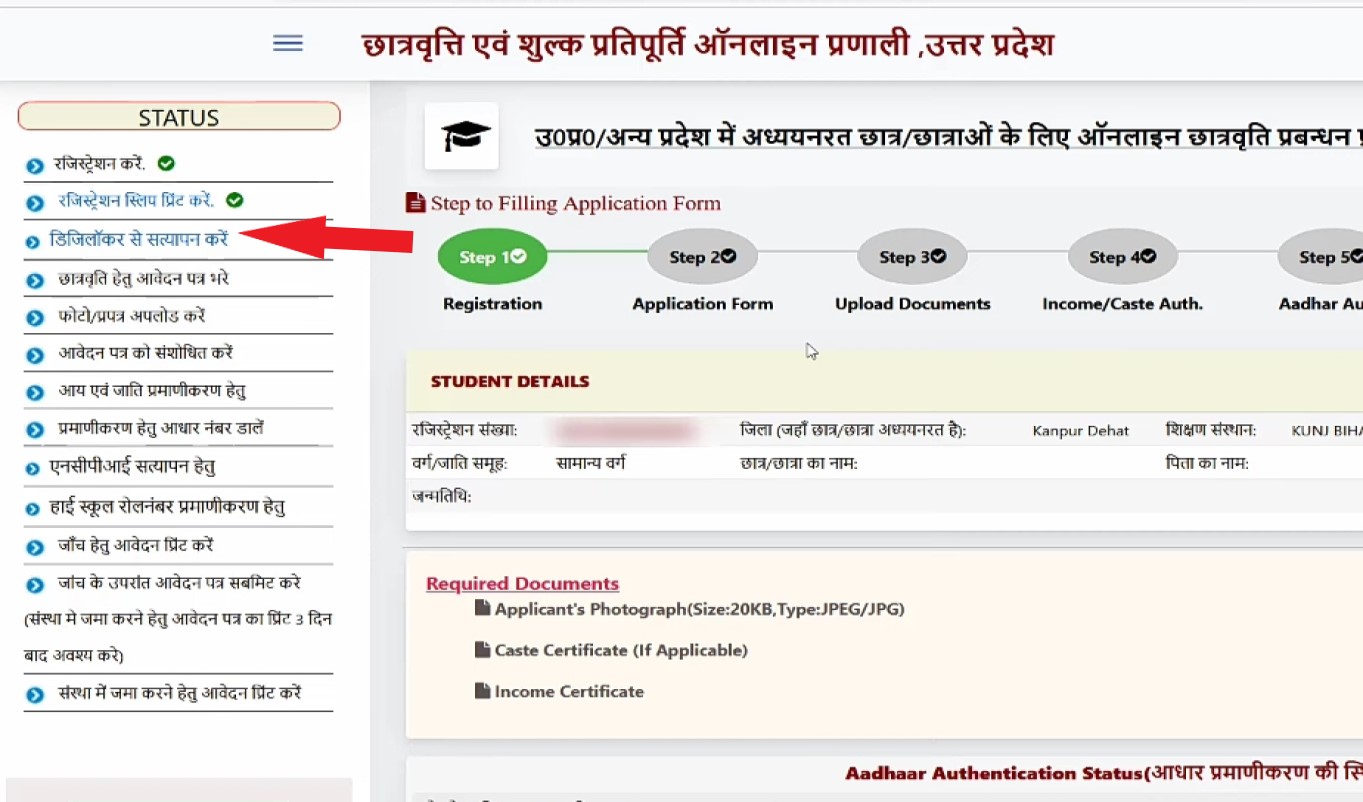 छात्रवृत्ति एवं शुल्क प्रतिपूर्ति ऑनलाइन प्रणाली ,उत्तर प्रदेश
STATUS
रजिस्ट्रेशन करें.
रजिस्ट्रेशन स्लिप प्रिंट करें.
डिजिलॉकर से सत्यापन करें
छात्रवृति हेतु आवेदन पत्र भरे
फोटो/प्रपत्र अपलोड करें
आवेदन पत्र को संशोधित करें
आय एवं जाति प्रमाणीकरण हेतु
प्रमाणीकरण हेतु आधार नंबर डालें
एनसीपीआई सत्यापन हेतु
हाई स्कूल रोलनंबर प्रमाणीकरण हेतु
जाँच हेतु आवेदन प्रिंट करें
जांच के उपरांत आवेदन पत्र सबमिट करे
(संस्था मे जमा करने हेतु आवेदन पत्र का प्रिंट 3 दिन
बाद अवश्य करे)
संस्था में जमा करने हेतु आवेदन प्रिंट करें
उ0प्र0/अन्य प्रदेश में अध्ययनरत छात्र/छात्राओं के लिए ऑनलाइन छात्रवृति प्रबन्धन
Step to Filling Application Form
Step 1 Step 2 Step 3 Step 4 Step 5
Registration Application Form Upload Documents Income/Caste Auth. Aadhar
STUDENT DETAILS
रजिस्ट्रेशन संख्या: जिला (जहाँ छात्र/छात्रा अध्ययनरत है): Kanpur Dehat शिक्षण संस्थान: KUNJ
वर्ग/जाति समूह: सामान्य वर्ग छात्र/छात्रा का नाम: पिता का नाम:
जन्मतिथि:
Required Documents
Applicant's Photograph(Size:20KB,Type:JPEG/JPG)
Caste Certificate (If Applicable)
Income Certificate
Aadhaar Authentication Status(आधार प्रमाणीकरण की